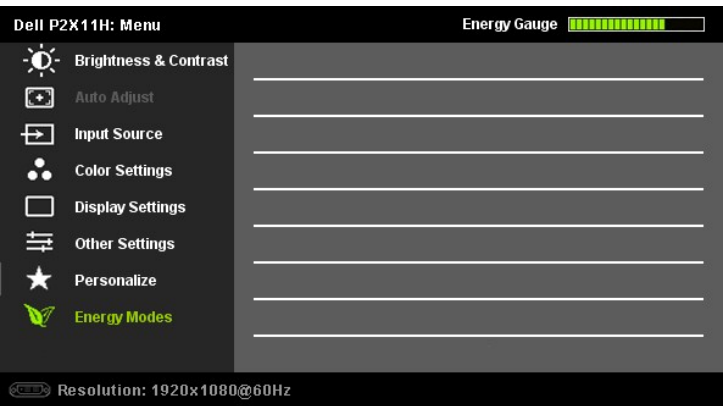 Dell P2X11H: Menu
Energy Gauge
Brightness & Contrast
Auto Adjust
Input Source
Color Settings
Display Settings
Other Settings
Personalize
Energy Modes
Resolution: 1920x1080@60Hz